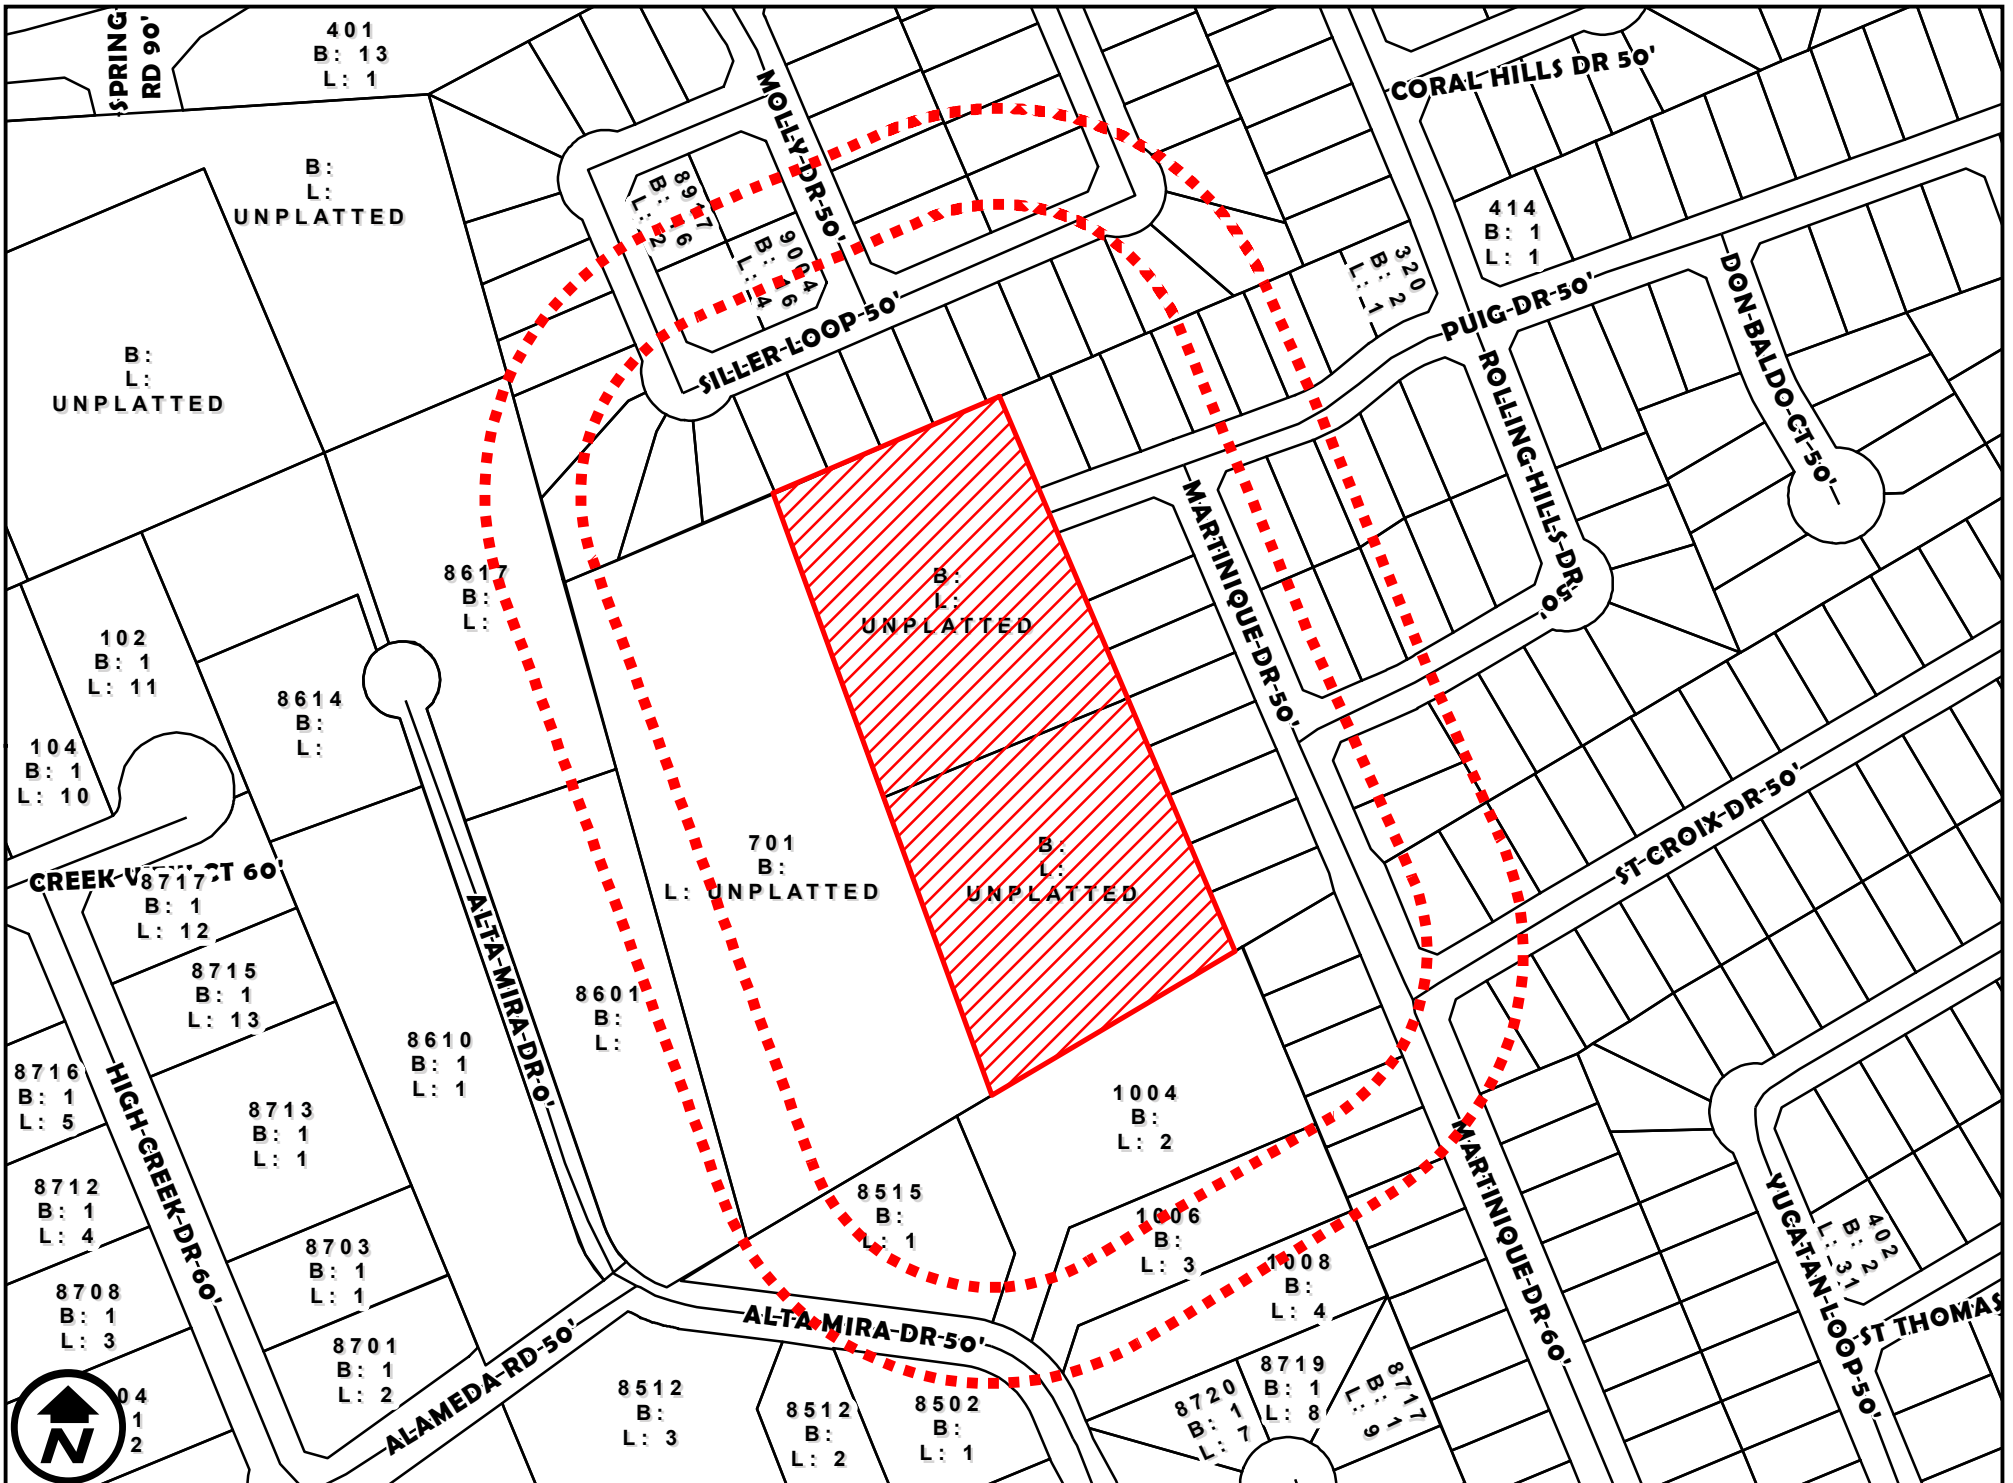 SPRING
RD 90'
401
B: 13
L: 1
MOLLY-DR-50'
CORAL HILLS DR 50'
B:
L:
UNPLATTED
8917
B: 16
L: 2
9004
B: 16
L: 4
414
B: 1
L: 1
320
B: 2
L: 1
PUIG-DR-50'
DON-BALDO-CT-50'
SILLER-LOOP-50'
B:
L:
UNPLATTED
ROLLING-HILLS-DR-
50'
MARTINIQUE-DR-50'
8617
B:
L:
B:
L:
UNPLATTED
102
B: 1
L: 11
8614
B:
L:
104
B: 1
L: 10
ST-CROIX-DR-50'
701
B:
L: UNPLATTED
B:
L:
UNPLATTED
CREEK VIEW CT 60'
8717
B: 1
L: 12
ALTA-MIRA-DR-0'
8715
B: 1
L: 13
8601
B:
L:
8610
B: 1
L: 1
8716
B: 1
L: 5
HIGH-CREEK-DR-60'
8713
B: 1
L: 1
1004
B:
L: 2
MARTINIQUE-DR-60'
YUCATAN-LOOP-50'
8712
B: 1
L: 4
8515
B:
L: 1
1006
B:
L: 3
402
B: 2
L: 31
8703
B: 1
L: 1
1008
B:
L: 4
8708
B: 1
L: 3
ALTA MIRA-DR-50'
ST THOMAS
8701
B: 1
L: 2
ALAMEDA-RD-50'
8512
B:
L: 3
8512
B:
L: 2
8502
B:
L: 1
8720
B: 1
L: 7
8719
B: 1
L: 8
8717
B: 1
L: 9
04
1
2
N